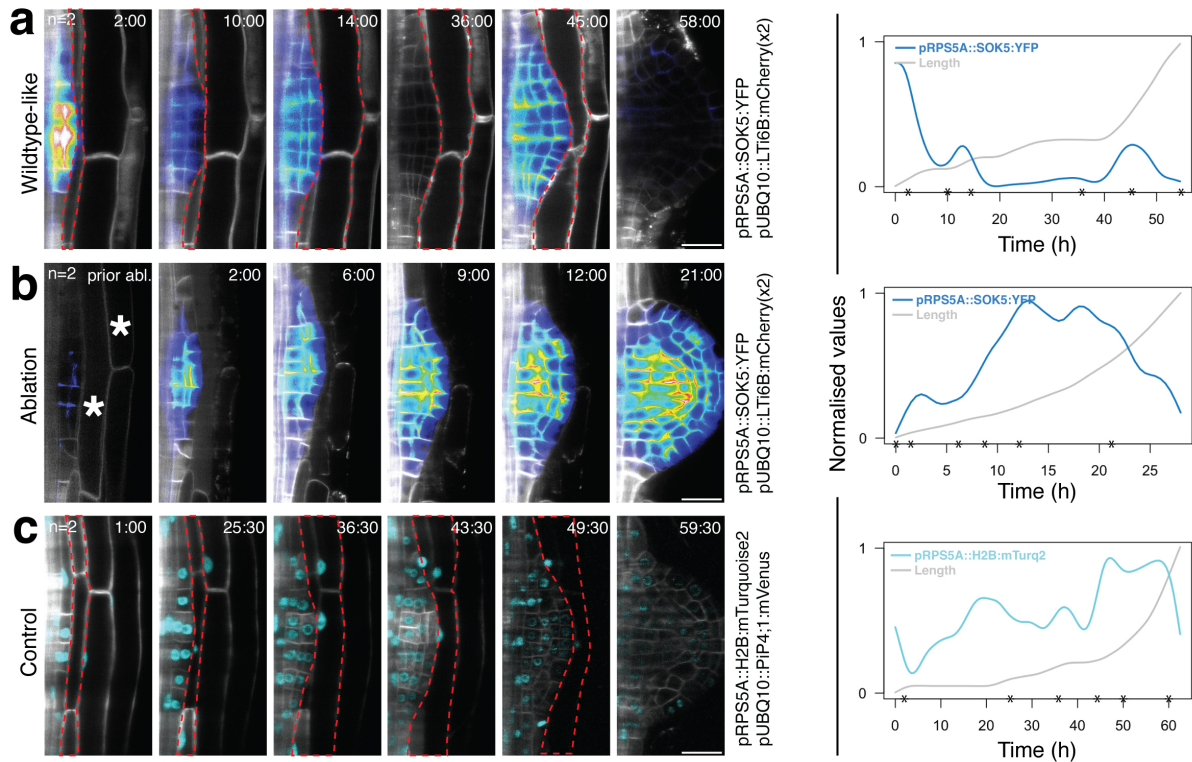 a
Wildtype-like
n=2 2:00
10:00
14:00
36:00
45:00
58:00
pRPS5A::SOK5:YFP
pUBQ10::LTi6B:mCherry(x2)
b
Ablation
n=2 prior abl.
*
*
2:00
6:00
9:00
12:00
21:00
pRPS5A::SOK5:YFP
pUBQ10::LTi6B:mCherry(x2)
c
Control
n=2 1:00
25:30
36:30
43:30
49:30
59:30
pRPS5A::H2B:mTurquoise2
pUBQ10::PiP4;1:mVenus
Normalised values
1
0
pRPS5A::SOK5:YFP
Length
0 10 20 30 40 50
Time (h)
1
0
pRPS5A::SOK5:YFP
Length
0 5 10 15 20 25
Time (h)
1
0
pRPS5A::H2B:mTurq2
Length
0 10 20 30 40 50 60
Time (h)